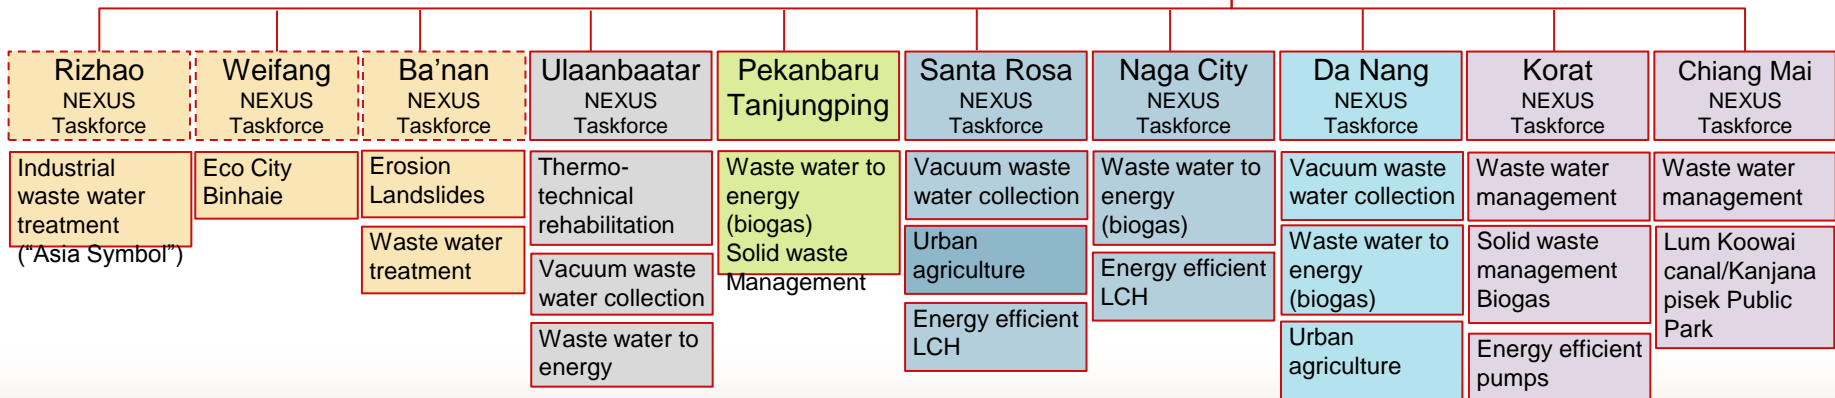 Rizhao
NEXUS
Taskforce
Industrial
waste water
treatment
(“Asia Symbol”)
Weifang
NEXUS
Taskforce
Eco City
Binhaie
Ba’nan
NEXUS
Taskforce
Erosion
Landslides
Waste water
treatment
Ulaanbaatar
NEXUS
Taskforce
Thermo-
technical
rehabilitation
Vacuum waste
water collection
Waste water to
energy
Pekanbaru
Tanjungping
Waste water to
energy
(biogas)
Solid waste
Management
Santa Rosa
NEXUS
Taskforce
Vacuum waste
water collection
Urban
agriculture
Energy efficient
LCH
Naga City
NEXUS
Taskforce
Waste water to
energy
(biogas)
Energy efficient
LCH
Da Nang
NEXUS
Taskforce
Vacuum waste
water collection
Waste water to
energy
(biogas)
Urban
agriculture
Korat
NEXUS
Taskforce
Waste water
management
Solid waste
management
Biogas
Energy efficient
pumps
Chiang Mai
NEXUS
Taskforce
Waste water
management
Lum Koowai
canal/Kanjana
pisek Public
Park